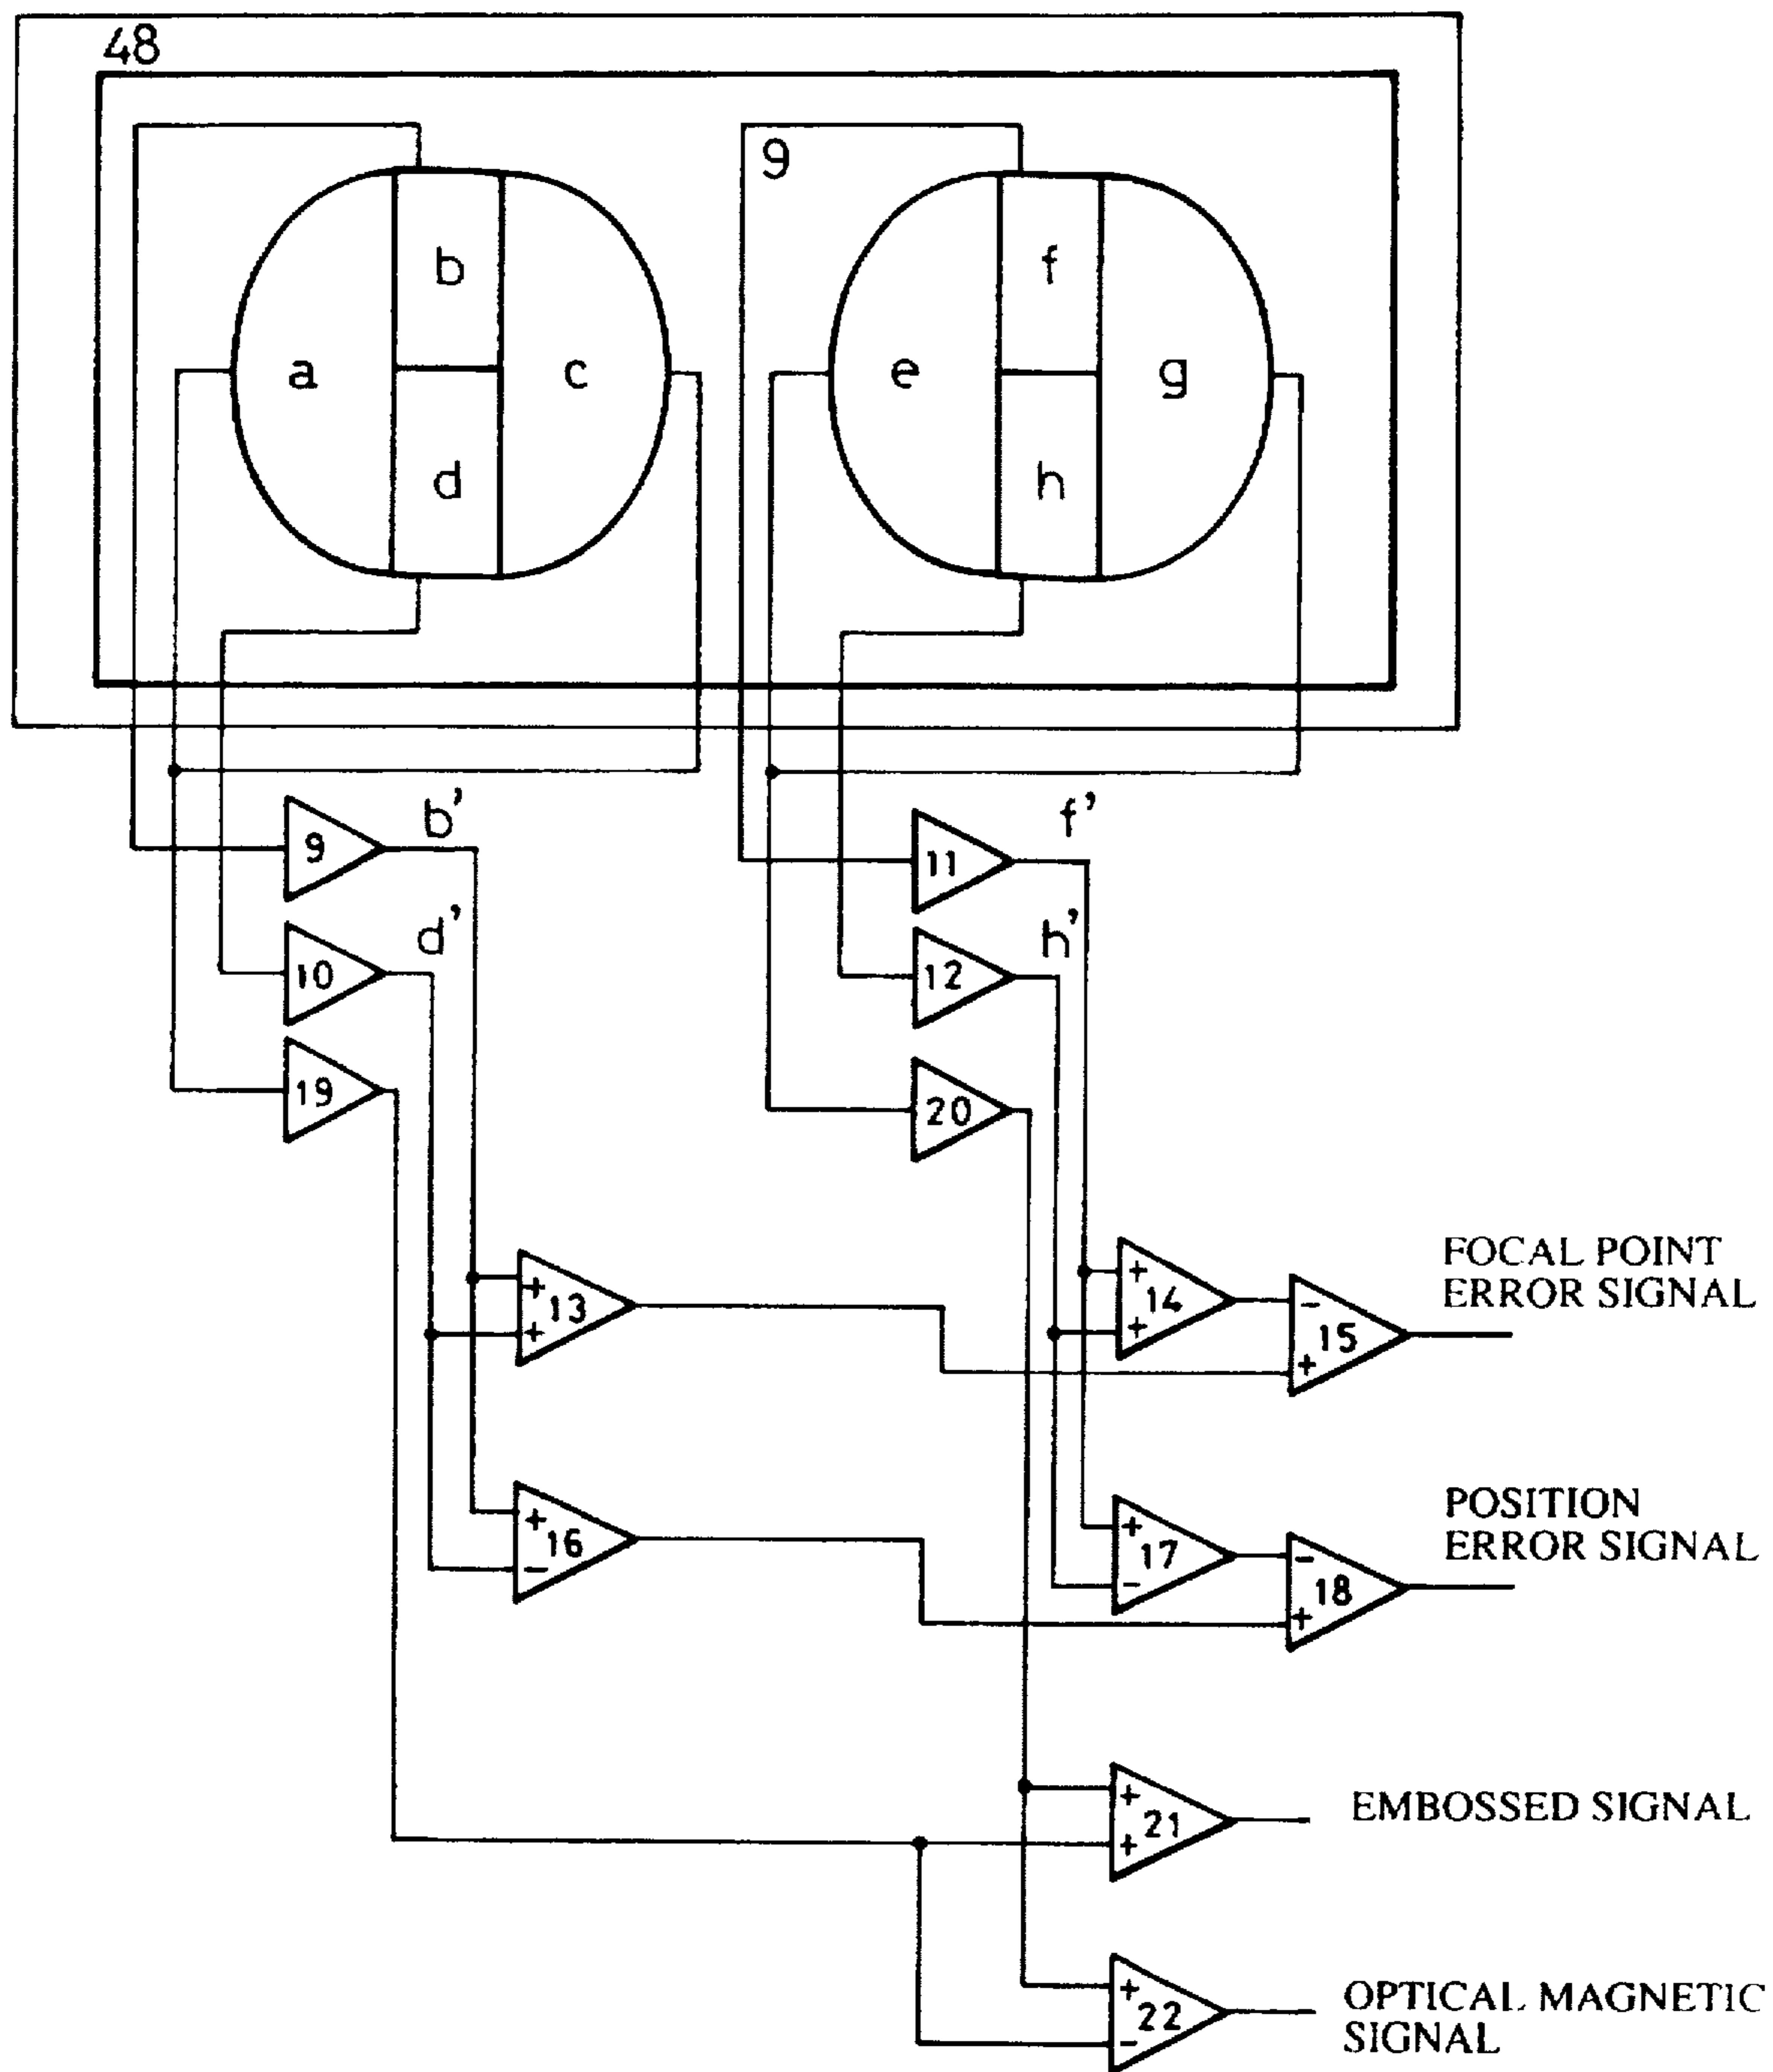 48
9
b
f
a
c
e
g
d
h
b'
f'
9
11
d'
h'
10
12
19
20
FOCAL POINT
ERROR SIGNAL
+
13
+
+
14
+
-
15
+
POSITION
ERROR SIGNAL
+
16
-
+
17
-
-
18
+
EMBOSSED SIGNAL
+
21
+
OPTICAL MAGNETIC
SIGNAL
+
22
-